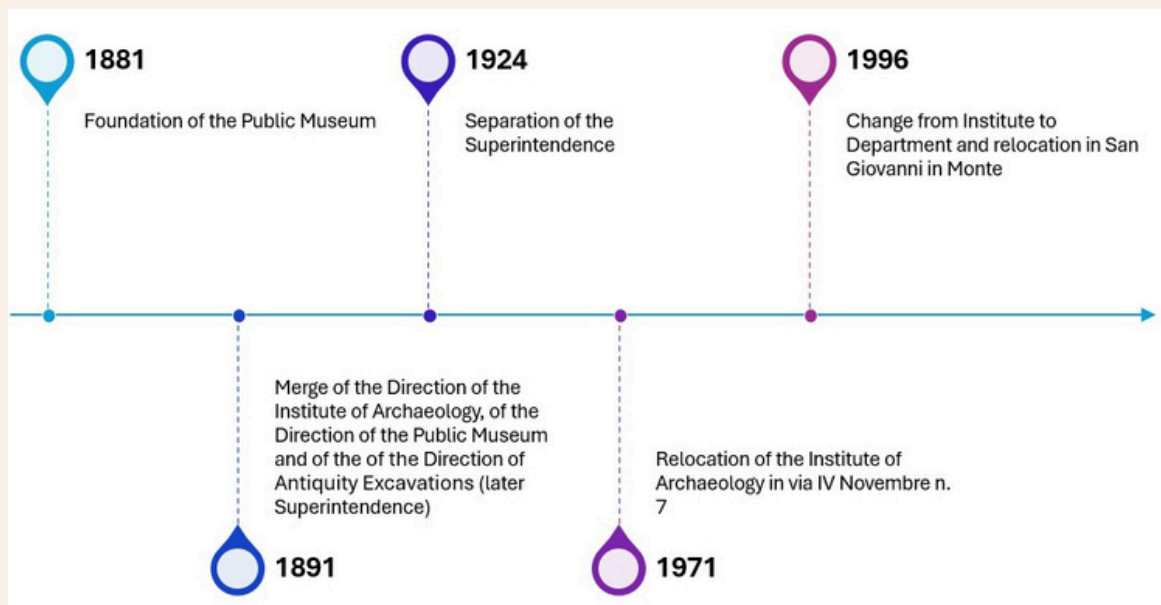 1881
Foundation of the Public Museum
1924
Separation of the
Superintendence
1996
Change from Institute to
Department and relocation in San
Giovanni in Monte
Merge of the Direction of the
Institute of Archaeology, of the
Direction of the Public Museum
and of the of the Direction of
Antiquity Excavations (later
Superintendence)
1891
Relocation of the Institute of
Archaeology in via IV Novembre n.
7
1971